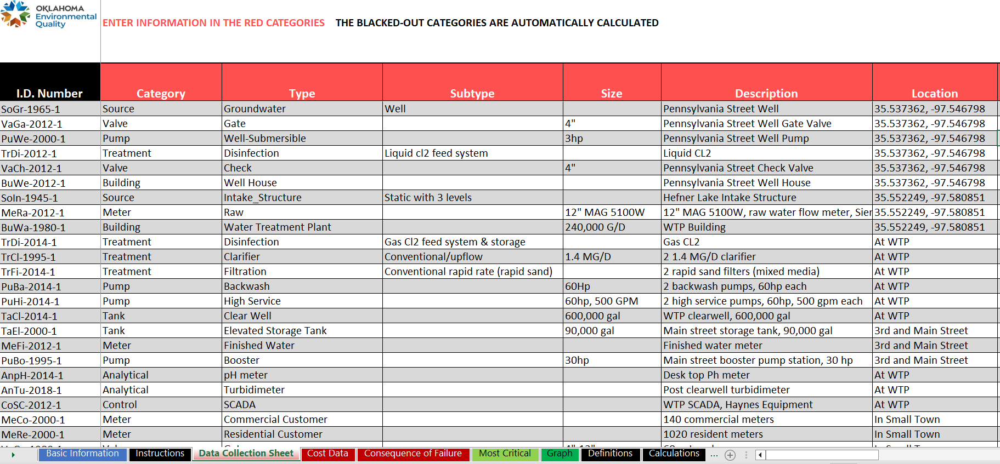 OKLAHOMA
Environmental
Quality
ENTER INFORMATION IN THE RED CATEGORIES THE BLACKED-OUT CATEGORIES ARE AUTOMATICALLY CALCULATED
I.D. Number Category Type Subtype Size Description Location
SoGr-1965-1 Source Groundwater Well Pennsylvania Street Well 35.537362, -97.546798
VaGa-2012-1 Valve Gate 4" Pennsylvania Street Well Gate Valve 35.537362, -97.546798
PuWe-2000-1 Pump Well-Submersible 3hp Pennsylvania Street Well Pump 35.537362, -97.546798
TrDi-2012-1 Treatment Disinfection Liquid cl2 feed system Liquid CL2 35.537362, -97.546798
VaCh-2012-1 Valve Check 4" Pennsylvania Street Check Valve 35.537362, -97.546798
BuWe-2012-1 Building Well House Pennsylvania Street Well House 35.537362, -97.546798
SoIn-1945-1 Source Intake_Structure Static with 3 levels Hefner Lake Intake Structure 35.552249, -97.580851
MeRa-2012-1 Meter Raw 12" MAG 5100W 12" MAG 5100W, raw water flow meter, Sier 35.552249, -97.580851
BuWa-1980-1 Building Water Treatment Plant 240,000 G/D WTP Building 35.552249, -97.580851
TrDi-2014-1 Treatment Disinfection Gas Cl2 feed system & storage Gas CL2 At WTP
TrCl-1995-1 Treatment Clarifier Conventional/upflow 1.4 MG/D 2 1.4 MG/D clarifier At WTP
TrFi-2014-1 Treatment Filtration Conventional rapid rate (rapid sand) 2 rapid sand filters (mixed media) At WTP
PuBa-2014-1 Pump Backwash 60Hp 2 backwash pumps, 60hp each At WTP
PuHi-2014-1 Pump High Service 60hp, 500 GPM 2 high service pumps, 60hp, 500 gpm each At WTP
TaCl-2014-1 Tank Clear Well 600,000 gal WTP clearwell, 600,000 gal At WTP
TaEl-2000-1 Tank Elevated Storage Tank 90,000 gal Main street storage tank, 90,000 gal 3rd and Main Street
MeFi-2012-1 Meter Finished Water Finished water meter 3rd and Main Street
PuBo-1995-1 Pump Booster 30hp Main street booster pump station, 30 hp 3rd and Main Street
AnpH-2014-1 Analytical pH meter Desk top Ph meter At WTP
AnTu-2018-1 Analytical Turbidimeter Post clearwell turbidimeter At WTP
CoSC-2012-1 Control SCADA WTP SCADA, Haynes Equipment At WTP
MeCo-2000-1 Meter Commercial Customer 140 commercial meters In Small Town
MeRe-2000-1 Meter Residential Customer 1020 resident meters In Small Town
Basic Information Instructions Data Collection Sheet Cost Data Consequence of Failure Most Critical Graph Definitions Calculations ...